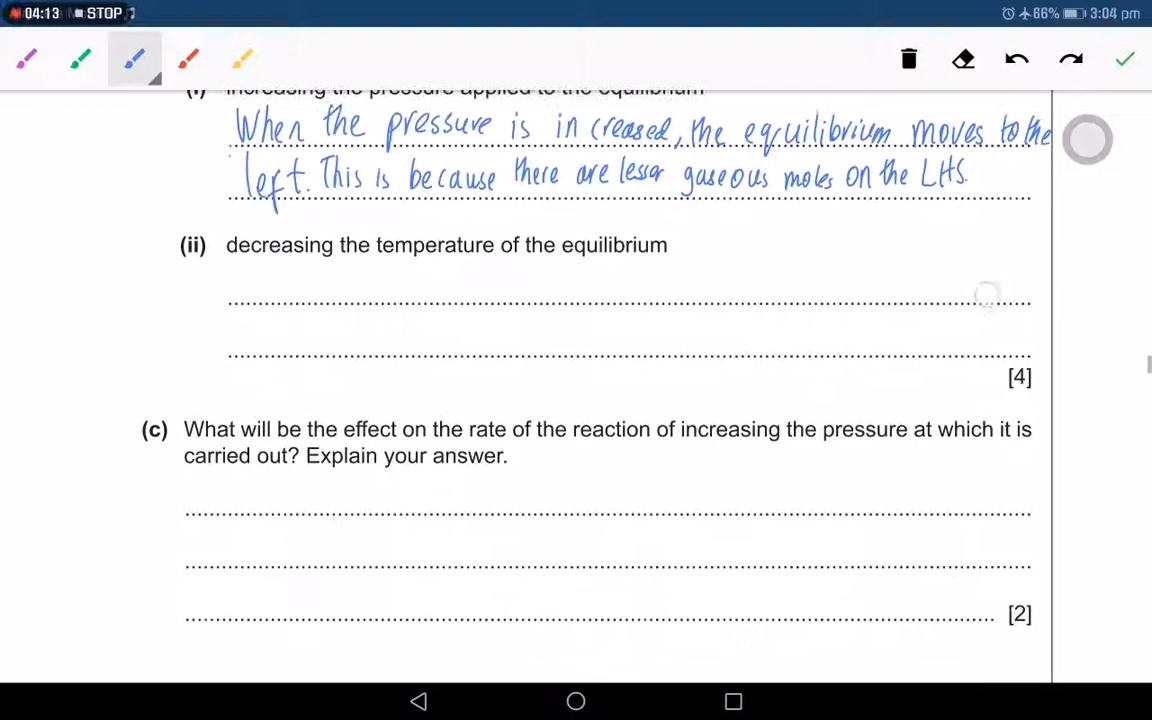 04:13 STOP 66% 3:04 pm
(i) increasing the pressure applied to the equilibrium
When the pressure is increased, the equilibrium moves to the
left. This is because there are lesser gaseous moles on the LHS.
(ii) decreasing the temperature of the equilibrium
[4]
(c) What will be the effect on the rate of the reaction of increasing the pressure at which it is
carried out? Explain your answer.
[2]